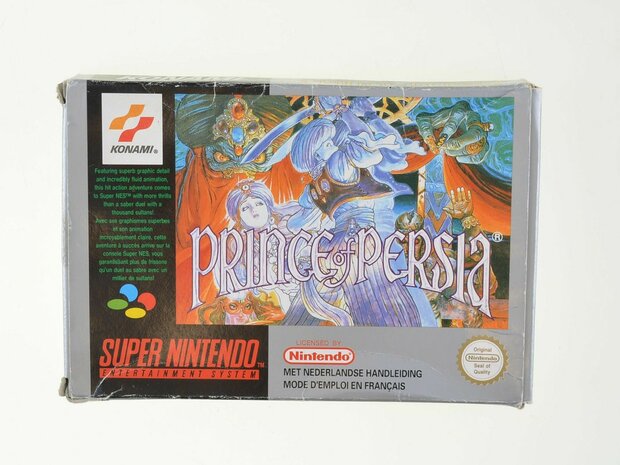 KONAMI®
Featuring superb graphic detail
and incredibly fluid animation,
this hit action adventure comes
to Super NES™ with more thrills
than a saber duel with a
thousand sultans!
Avec ses graphismes superbes
et son animation
incroyablement claire, cette
aventure à succès arrive sur la
console Super NES, vous
garantissant plus de frissons
qu'un duel au sabre avec un
millier de sultans!
PRINCE of PERSIA®
SUPER NINTENDO™
ENTERTAINMENT SYSTEM
LICENSED BY
Nintendo®
MET NEDERLANDSE HANDLEIDING
MODE D'EMPLOI EN FRANÇAIS
Original
Nintendo
Seal of
Quality